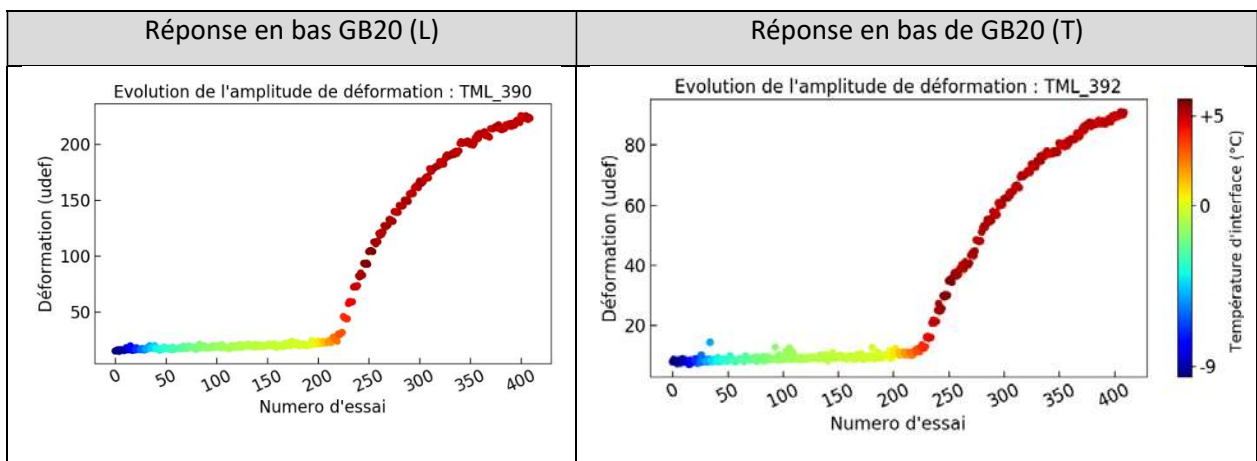 Réponse en bas GB20 (L)
Réponse en bas de GB20 (T)
Evolution de l'amplitude de déformation : TML_390
200
150
100
50
Déformation (udef)
0 50 100 150 200 250 300 350 400
Numero d'essai
Evolution de l'amplitude de déformation : TML_392
80
60
40
20
Déformation (udef)
0 50 100 150 200 250 300 350 400
Numero d'essai
+5
0
-9
Température d'interface (°C)